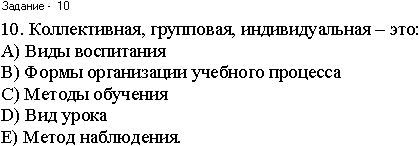 Задание - 10
10. Коллективная, групповая, индивидуальная – это:
A) Виды воспитания
B) Формы организации учебного процесса
C) Методы обучения
D) Вид урока
E) Метод наблюдения.